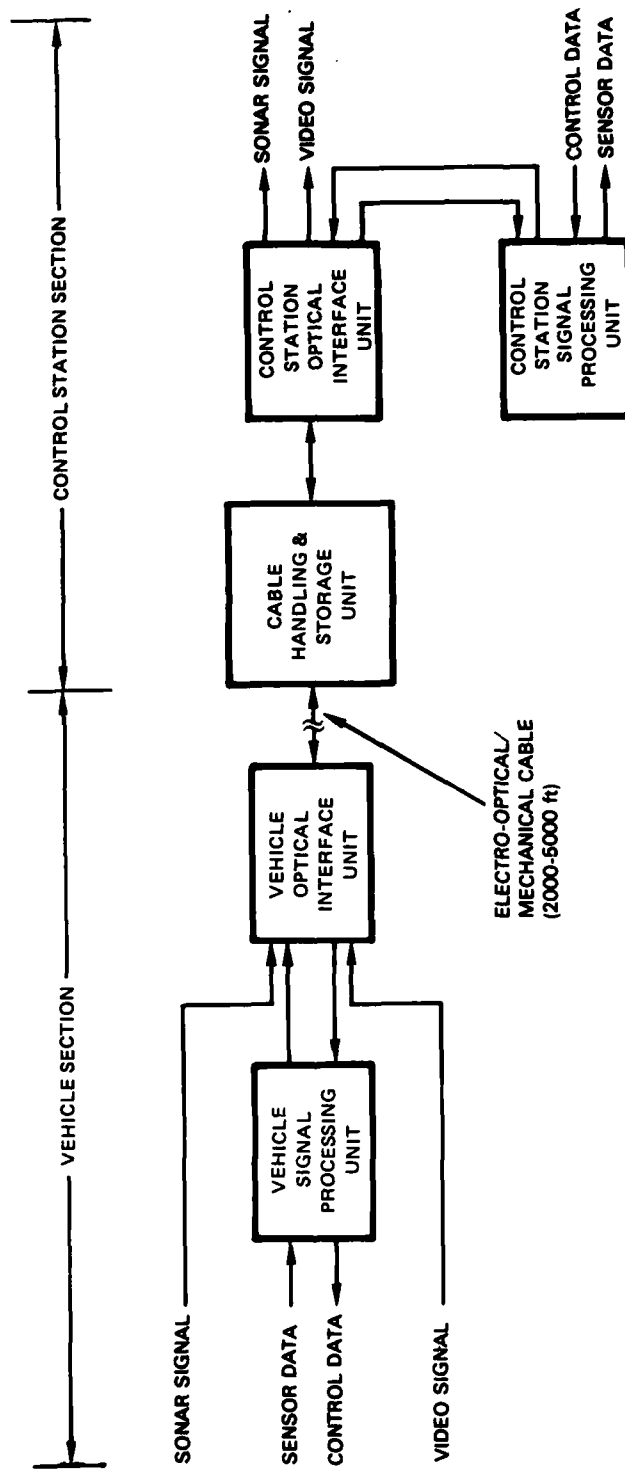 VEHICLE SECTION
CONTROL STATION SECTION
SONAR SIGNAL
SENSOR DATA
CONTROL DATA
VIDEO SIGNAL
VEHICLE
SIGNAL
PROCESSING
UNIT
VEHICLE
OPTICAL
INTERFACE
UNIT
ELECTRO-OPTICAL/
MECHANICAL CABLE
(2000-5000 ft)
CABLE
HANDLING &
STORAGE
UNIT
CONTROL
STATION
OPTICAL
INTERFACE
UNIT
SONAR SIGNAL
VIDEO SIGNAL
CONTROL
STATION
SIGNAL
PROCESSING
UNIT
CONTROL DATA
SENSOR DATA